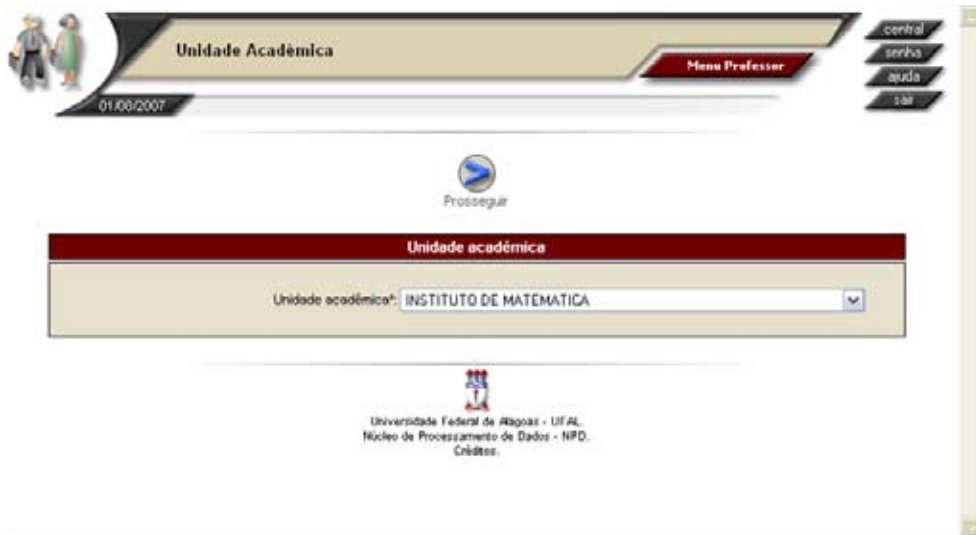 Unidade Acadêmica
Menu Professor
central
senha
ajuda
sair
01/08/2007
Prosseguir
Unidade acadêmica
Unidade acadêmica*: INSTITUTO DE MATEMATICA
Universidade Federal de Alagoas - UFAL.
Núcleo de Processamento de Dados - NPD.
Créditos.